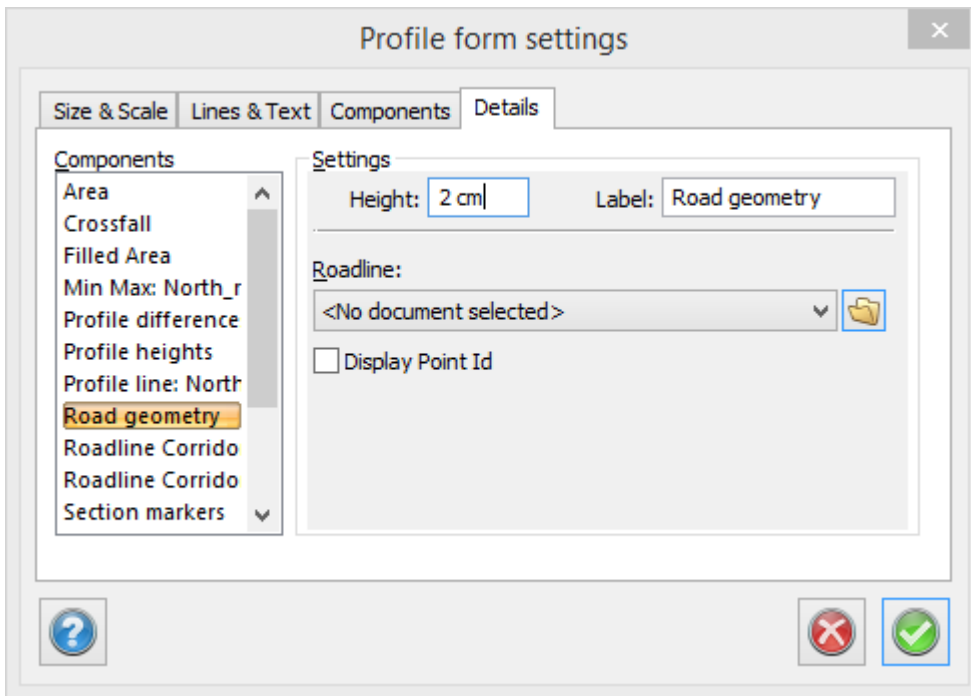 Profile form settings
Size & Scale
Lines & Text
Components
Details
Components
Area
Crossfall
Filled Area
Min Max: North_r
Profile difference
Profile heights
Profile line: North
Road geometry
Roadline Corrido
Roadline Corrido
Section markers
Settings
Height: 2 cm
Label: Road geometry
Roadline:
<No document selected>
Display Point Id